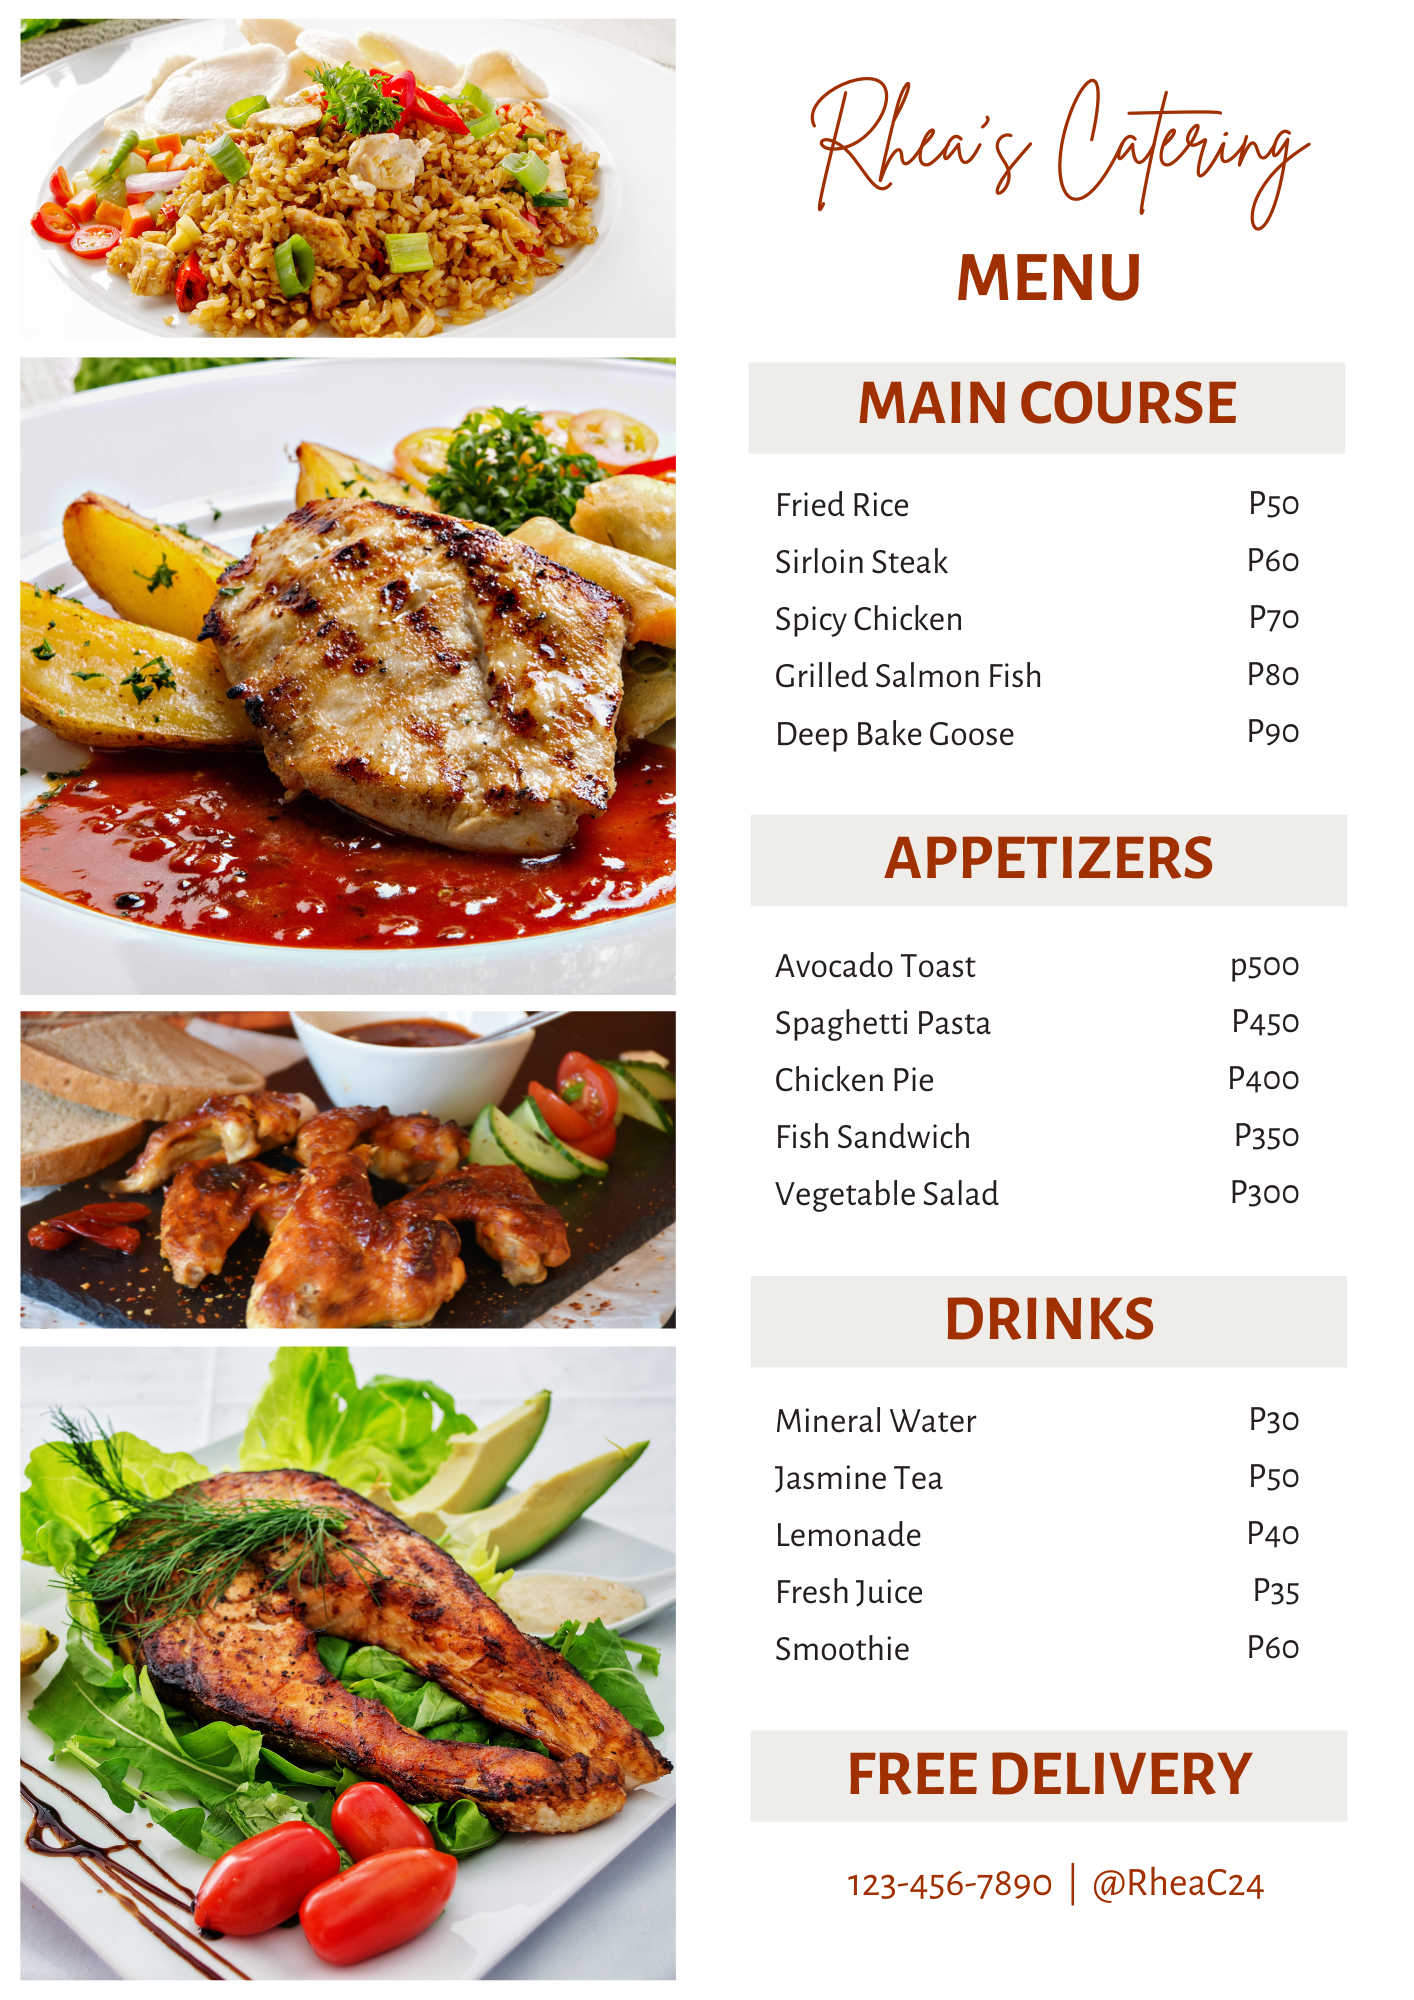 Rhea's Catering
MENU
MAIN COURSE
Fried Rice P50
Sirloin Steak P60
Spicy Chicken P70
Grilled Salmon Fish P80
Deep Bake Goose P90
APPETIZERS
Avocado Toast p500
Spaghetti Pasta P450
Chicken Pie P400
Fish Sandwich P350
Vegetable Salad P300
DRINKS
Mineral Water P30
Jasmine Tea P50
Lemonade P40
Fresh Juice P35
Smoothie P60
FREE DELIVERY
123-456-7890 | @RheaC24